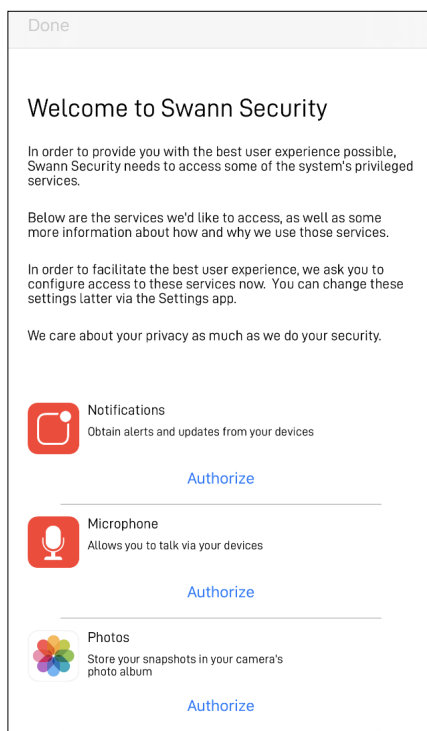 Done
Welcome to Swann Security
In order to provide you with the best user experience possible,
Swann Security needs to access some of the system's privileged
services.
Below are the services we'd like to access, as well as some
more information about how and why we use those services.
In order to facilitate the best user experience, we ask you to
configure access to these services now. You can change these
settings latter via the Settings app.
We care about your privacy as much as we do your security.
Notifications
Obtain alerts and updates from your devices
Authorize
Microphone
Allows you to talk via your devices
Authorize
Photos
Store your snapshots in your camera's
photo album
Authorize